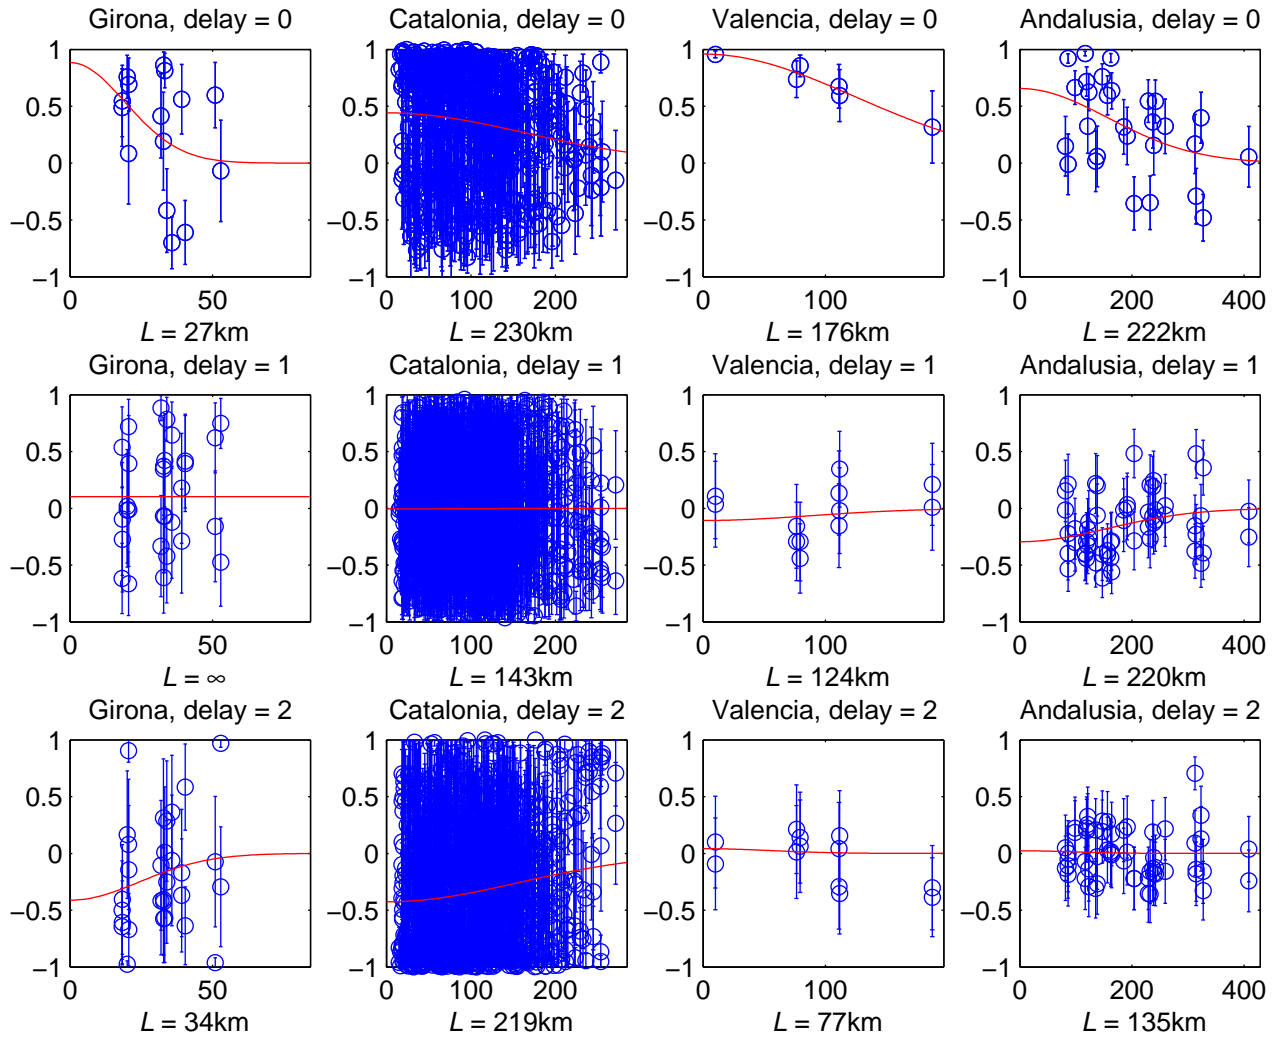 Girona, delay = 0
Catalonia, delay = 0
Valencia, delay = 0
Andalusia, delay = 0
1
0.5
0
−0.5
−1
0 50
1
0.5
0
−0.5
−1
0 100 200
1
0.5
0
−0.5
−1
0 100
1
0.5
0
−0.5
−1
0 200 400
L = 27km
L = 230km
L = 176km
L = 222km
Girona, delay = 1
Catalonia, delay = 1
Valencia, delay = 1
Andalusia, delay = 1
1
0.5
0
−0.5
−1
0 50
1
0.5
0
−0.5
−1
0 100 200
1
0.5
0
−0.5
−1
0 100
1
0.5
0
−0.5
−1
0 200 400
L = ∞
L = 143km
L = 124km
L = 220km
Girona, delay = 2
Catalonia, delay = 2
Valencia, delay = 2
Andalusia, delay = 2
1
0.5
0
−0.5
−1
0 50
1
0.5
0
−0.5
−1
0 100 200
1
0.5
0
−0.5
−1
0 100
1
0.5
0
−0.5
−1
0 200 400
L = 34km
L = 219km
L = 77km
L = 135km